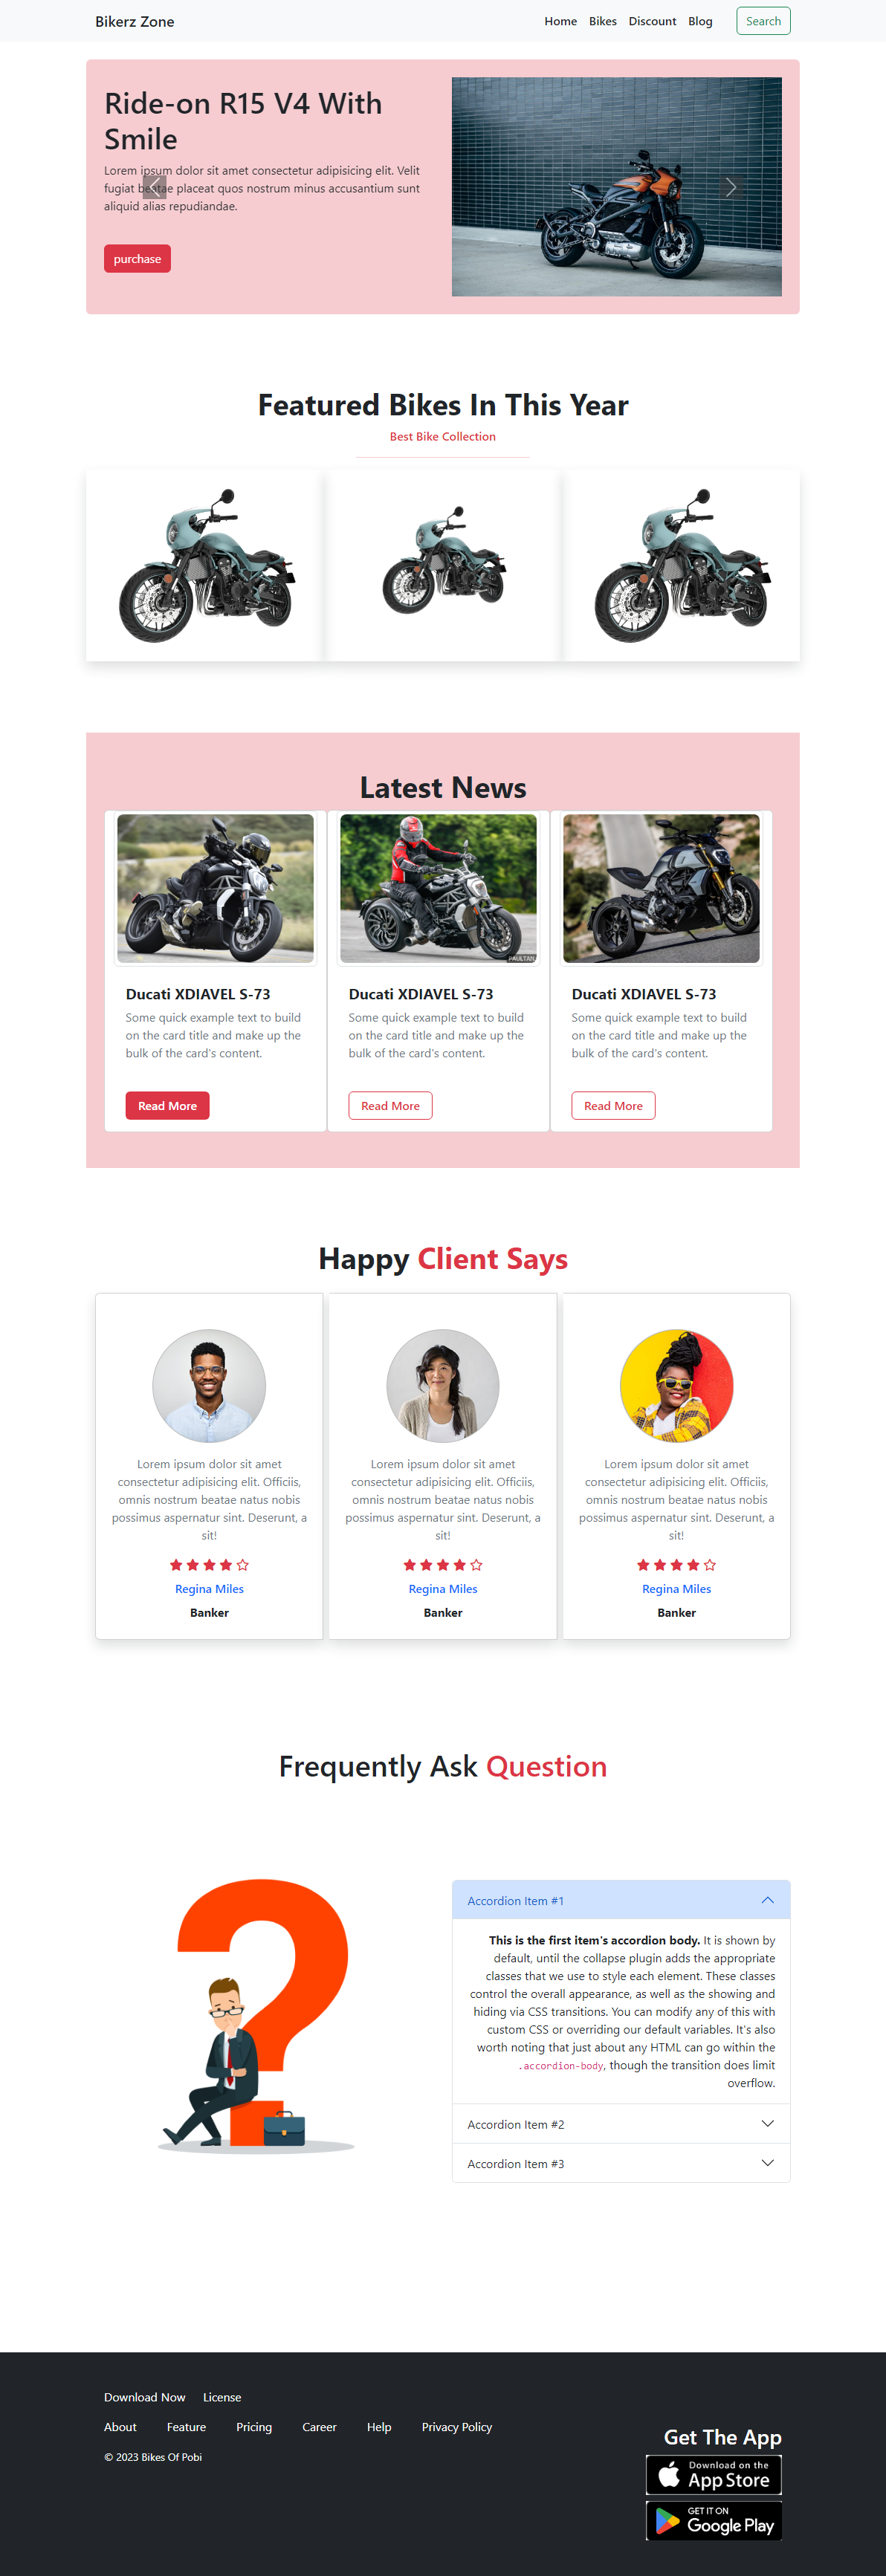 Bikerz Zone
Home Bikes Discount Blog Search
Ride-on R15 V4 With
Smile
Lorem ipsum dolor sit amet consectetur adipisicing elit. Velit
fugiat beatae placeat quos nostrum minus accusantium sunt
aliquid alias repudiandae.
purchase
Featured Bikes In This Year
Best Bike Collection
Latest News
PAULTAN
Ducati XDIAVEL S-73
Some quick example text to build
on the card title and make up the
bulk of the card's content.
Read More
Ducati XDIAVEL S-73
Some quick example text to build
on the card title and make up the
bulk of the card's content.
Read More
Ducati XDIAVEL S-73
Some quick example text to build
on the card title and make up the
bulk of the card's content.
Read More
Happy Client Says
Lorem ipsum dolor sit amet
consectetur adipisicing elit. Officiis,
omnis nostrum beatae natus nobis
possimus aspernatur sint. Deserunt, a
sit!
Regina Miles
Banker
Lorem ipsum dolor sit amet
consectetur adipisicing elit. Officiis,
omnis nostrum beatae natus nobis
possimus aspernatur sint. Deserunt, a
sit!
Regina Miles
Banker
Lorem ipsum dolor sit amet
consectetur adipisicing elit. Officiis,
omnis nostrum beatae natus nobis
possimus aspernatur sint. Deserunt, a
sit!
Regina Miles
Banker
Frequently Ask Question
Accordion Item #1
This is the first item's accordion body. It is shown by
default, until the collapse plugin adds the appropriate
classes that we use to style each element. These classes
control the overall appearance, as well as the showing and
hiding via CSS transitions. You can modify any of this with
custom CSS or overriding our default variables. It's also
worth noting that just about any HTML can go within the
.accordion-body, though the transition does limit
overflow.
Accordion Item #2
Accordion Item #3
Download Now License
About Feature Pricing Career Help Privacy Policy
© 2023 Bikes Of Pobi
Get The App
Download on the
App Store
GET IT ON
Google Play